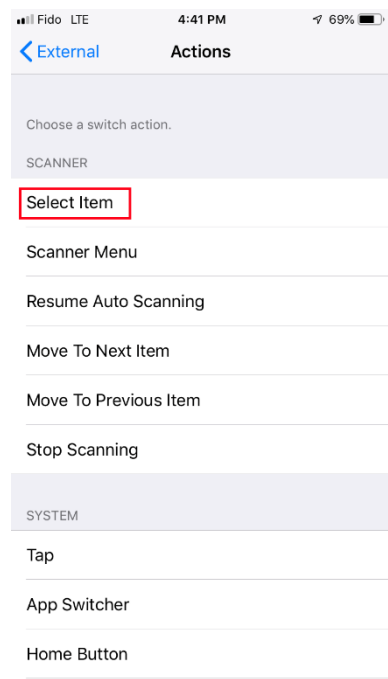 Fido LTE 4:41 PM 69%
External Actions
Choose a switch action.
SCANNER
Select Item
Scanner Menu
Resume Auto Scanning
Move To Next Item
Move To Previous Item
Stop Scanning
SYSTEM
Tap
App Switcher
Home Button